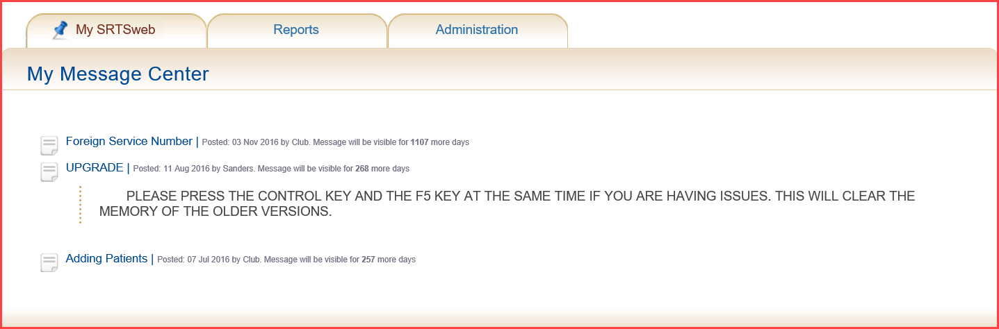 My SRTSweb
Reports
Administration
My Message Center
Foreign Service Number | Posted: 03 Nov 2016 by Club. Message will be visible for 1107 more days
UPGRADE | Posted: 11 Aug 2016 by Sanders. Message will be visible for 268 more days
PLEASE PRESS THE CONTROL KEY AND THE F5 KEY AT THE SAME TIME IF YOU ARE HAVING ISSUES. THIS WILL CLEAR THE
MEMORY OF THE OLDER VERSIONS.
Adding Patients | Posted: 07 Jul 2016 by Club. Message will be visible for 257 more days